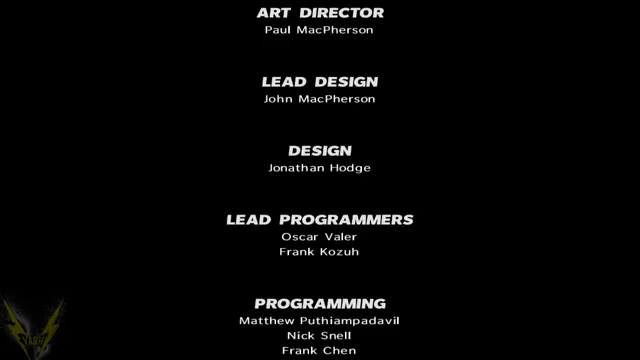 ART DIRECTOR
Paul MacPherson
LEAD DESIGN
John MacPherson
DESIGN
Jonathan Hodge
LEAD PROGRAMMERS
Oscar Valer
Frank Kozuh
PROGRAMMING
Matthew Puthiampadavil
Nick Snell
Frank Chen